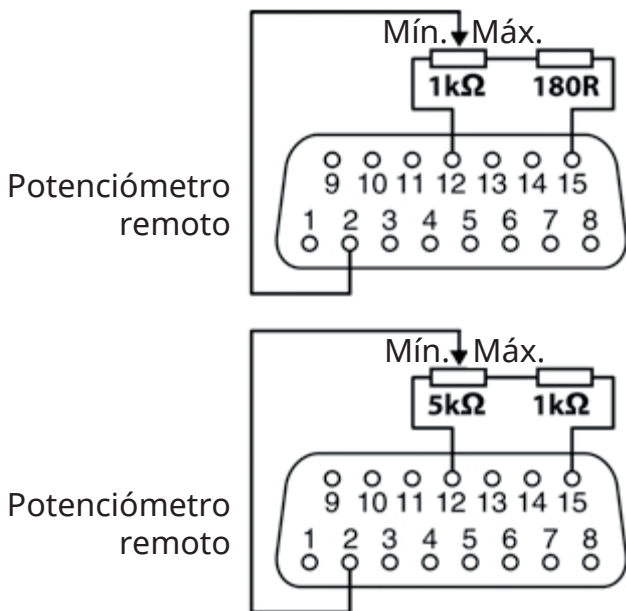 Mín. Máx.
1kΩ 180R
9 10 11 12 13 14 15
Potenciómetro
remoto
1 2 3 4 5 6 7 8
Mín. Máx.
5kΩ 1kΩ
9 10 11 12 13 14 15
Potenciómetro
remoto
1 2 3 4 5 6 7 8